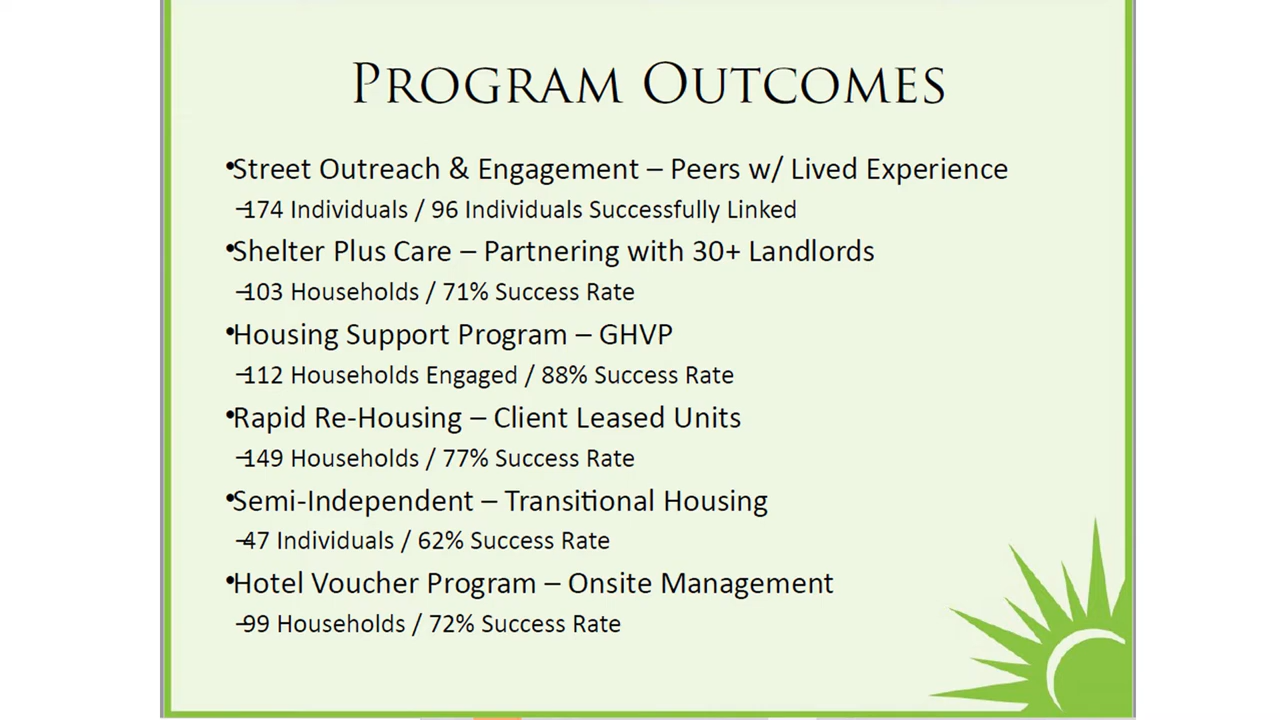 PROGRAM OUTCOMES
•Street Outreach & Engagement – Peers w/ Lived Experience
–174 Individuals / 96 Individuals Successfully Linked
•Shelter Plus Care – Partnering with 30+ Landlords
–103 Households / 71% Success Rate
•Housing Support Program – GHVP
–112 Households Engaged / 88% Success Rate
•Rapid Re-Housing – Client Leased Units
–149 Households / 77% Success Rate
•Semi-Independent – Transitional Housing
–47 Individuals / 62% Success Rate
•Hotel Voucher Program – Onsite Management
–99 Households / 72% Success Rate